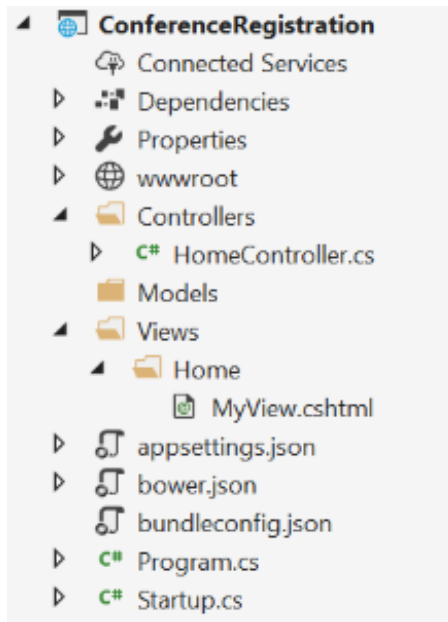 ConferenceRegistration
Connected Services
Dependencies
Properties
wwwroot
Controllers
C# HomeController.cs
Models
Views
Home
MyView.cshtml
appsettings.json
bower.json
bundleconfig.json
C# Program.cs
C# Startup.cs